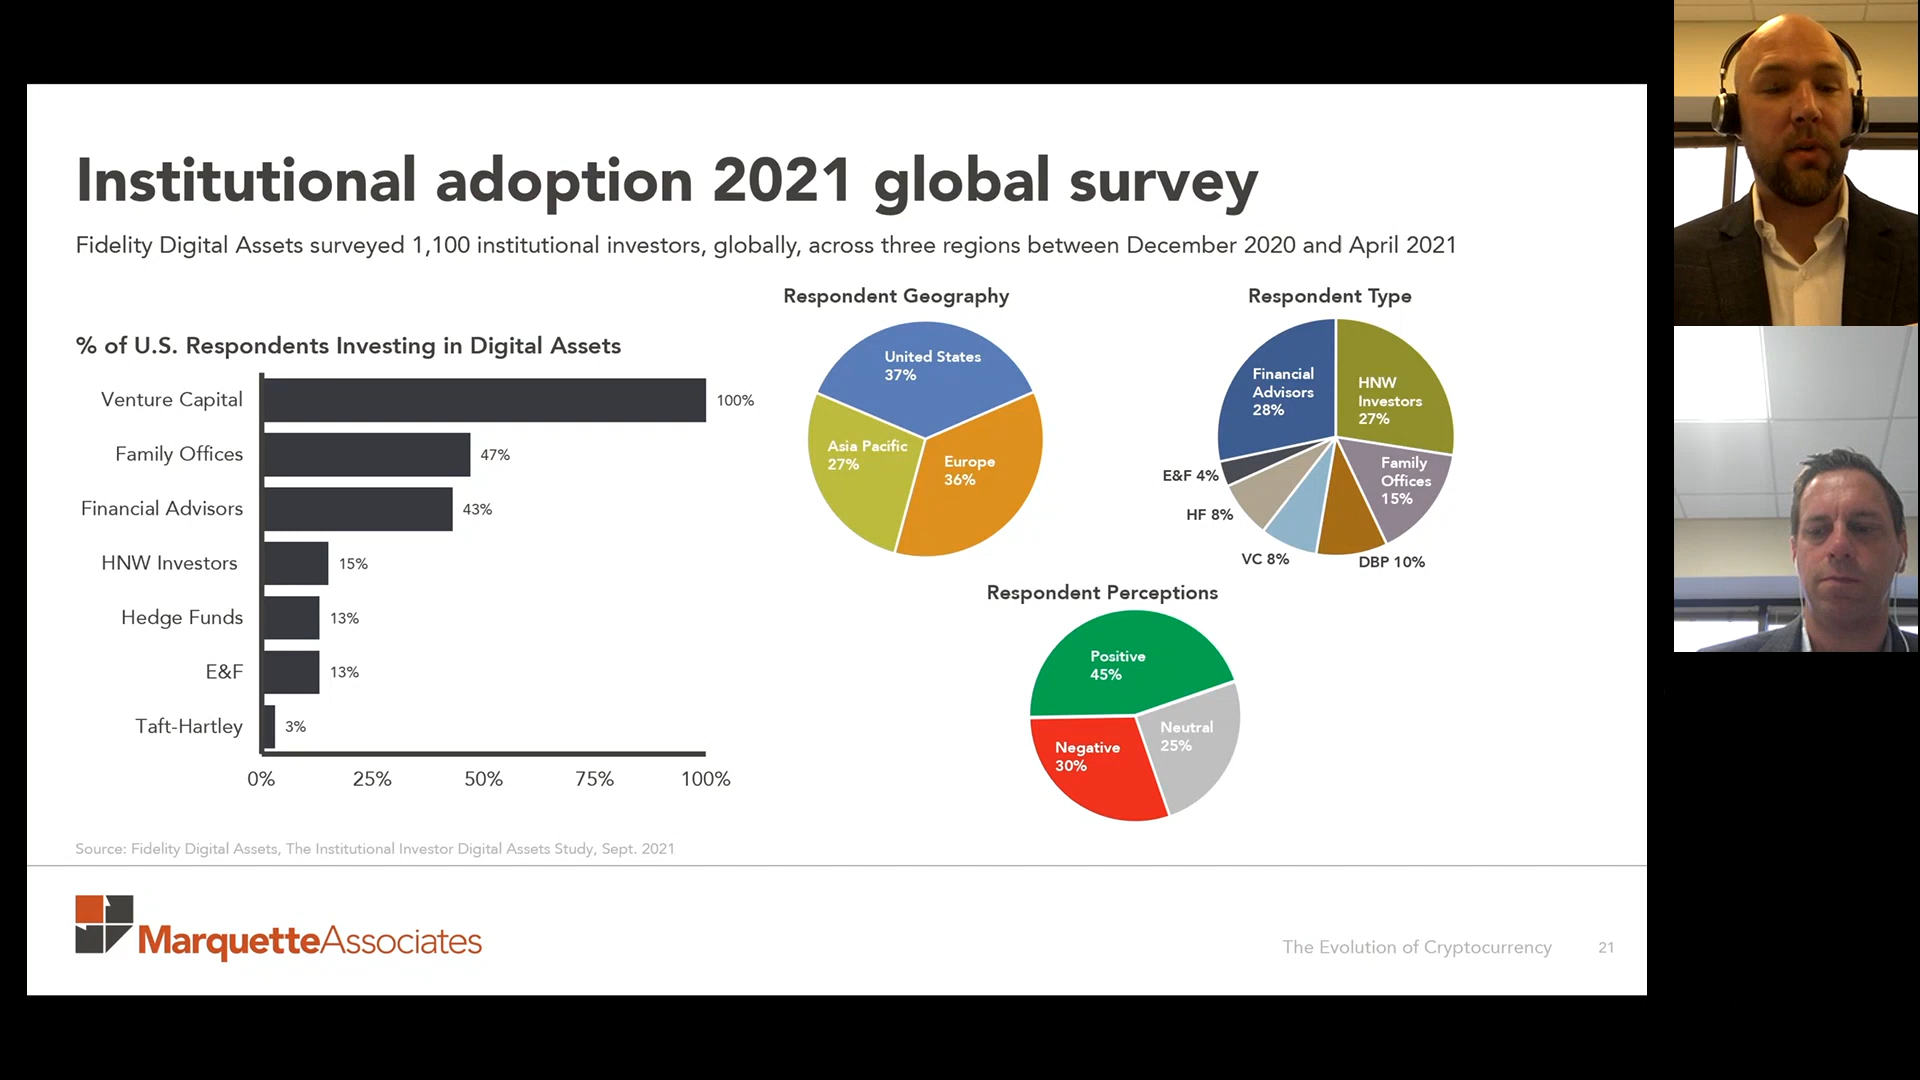 Institutional adoption 2021 global survey
Fidelity Digital Assets surveyed 1,100 institutional investors, globally, across three regions between December 2020 and April 2021
% of U.S. Respondents Investing in Digital Assets
Venture Capital 100%
Family Offices 47%
Financial Advisors 43%
HNW Investors 15%
Hedge Funds 13%
E&F 13%
Taft-Hartley 3%
0% 25% 50% 75% 100%
Respondent Geography
United States
37%
Asia Pacific
27%
Europe
36%
Respondent Type
Financial
Advisors
28%
HNW
Investors
27%
Family
Offices
15%
E&F 4%
HF 8%
VC 8%
DBP 10%
Respondent Perceptions
Positive
45%
Neutral
25%
Negative
30%
Source: Fidelity Digital Assets, The Institutional Investor Digital Assets Study, Sept. 2021
MarquetteAssociates
The Evolution of Cryptocurrency 21